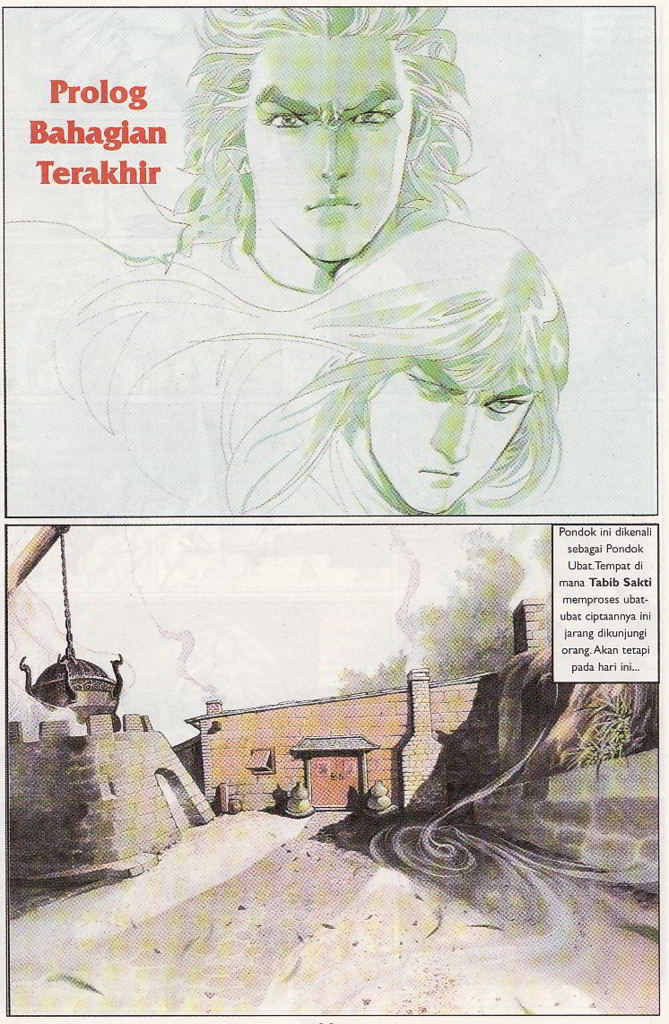 Prolog
Bahagian
Terakhir
Pondok ini dikenali
sebagai Pondok
Ubat.Tempat di
mana Tabib Sakti
memproses ubat-
ubat ciptaannya ini
jarang dikunjungi
orang. Akan tetapi
pada hari ini...